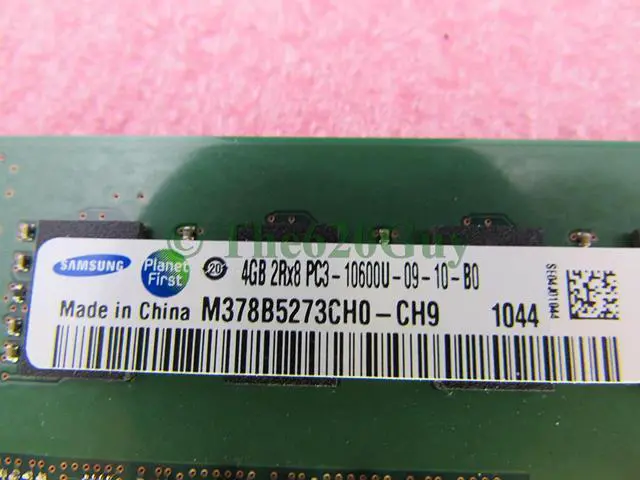 © The620Guy
SAMSUNG
Planet First
20
4GB 2Rx8 PC3-10600U-09-10-B0
Made in China M378B5273CH0-CH9 1044